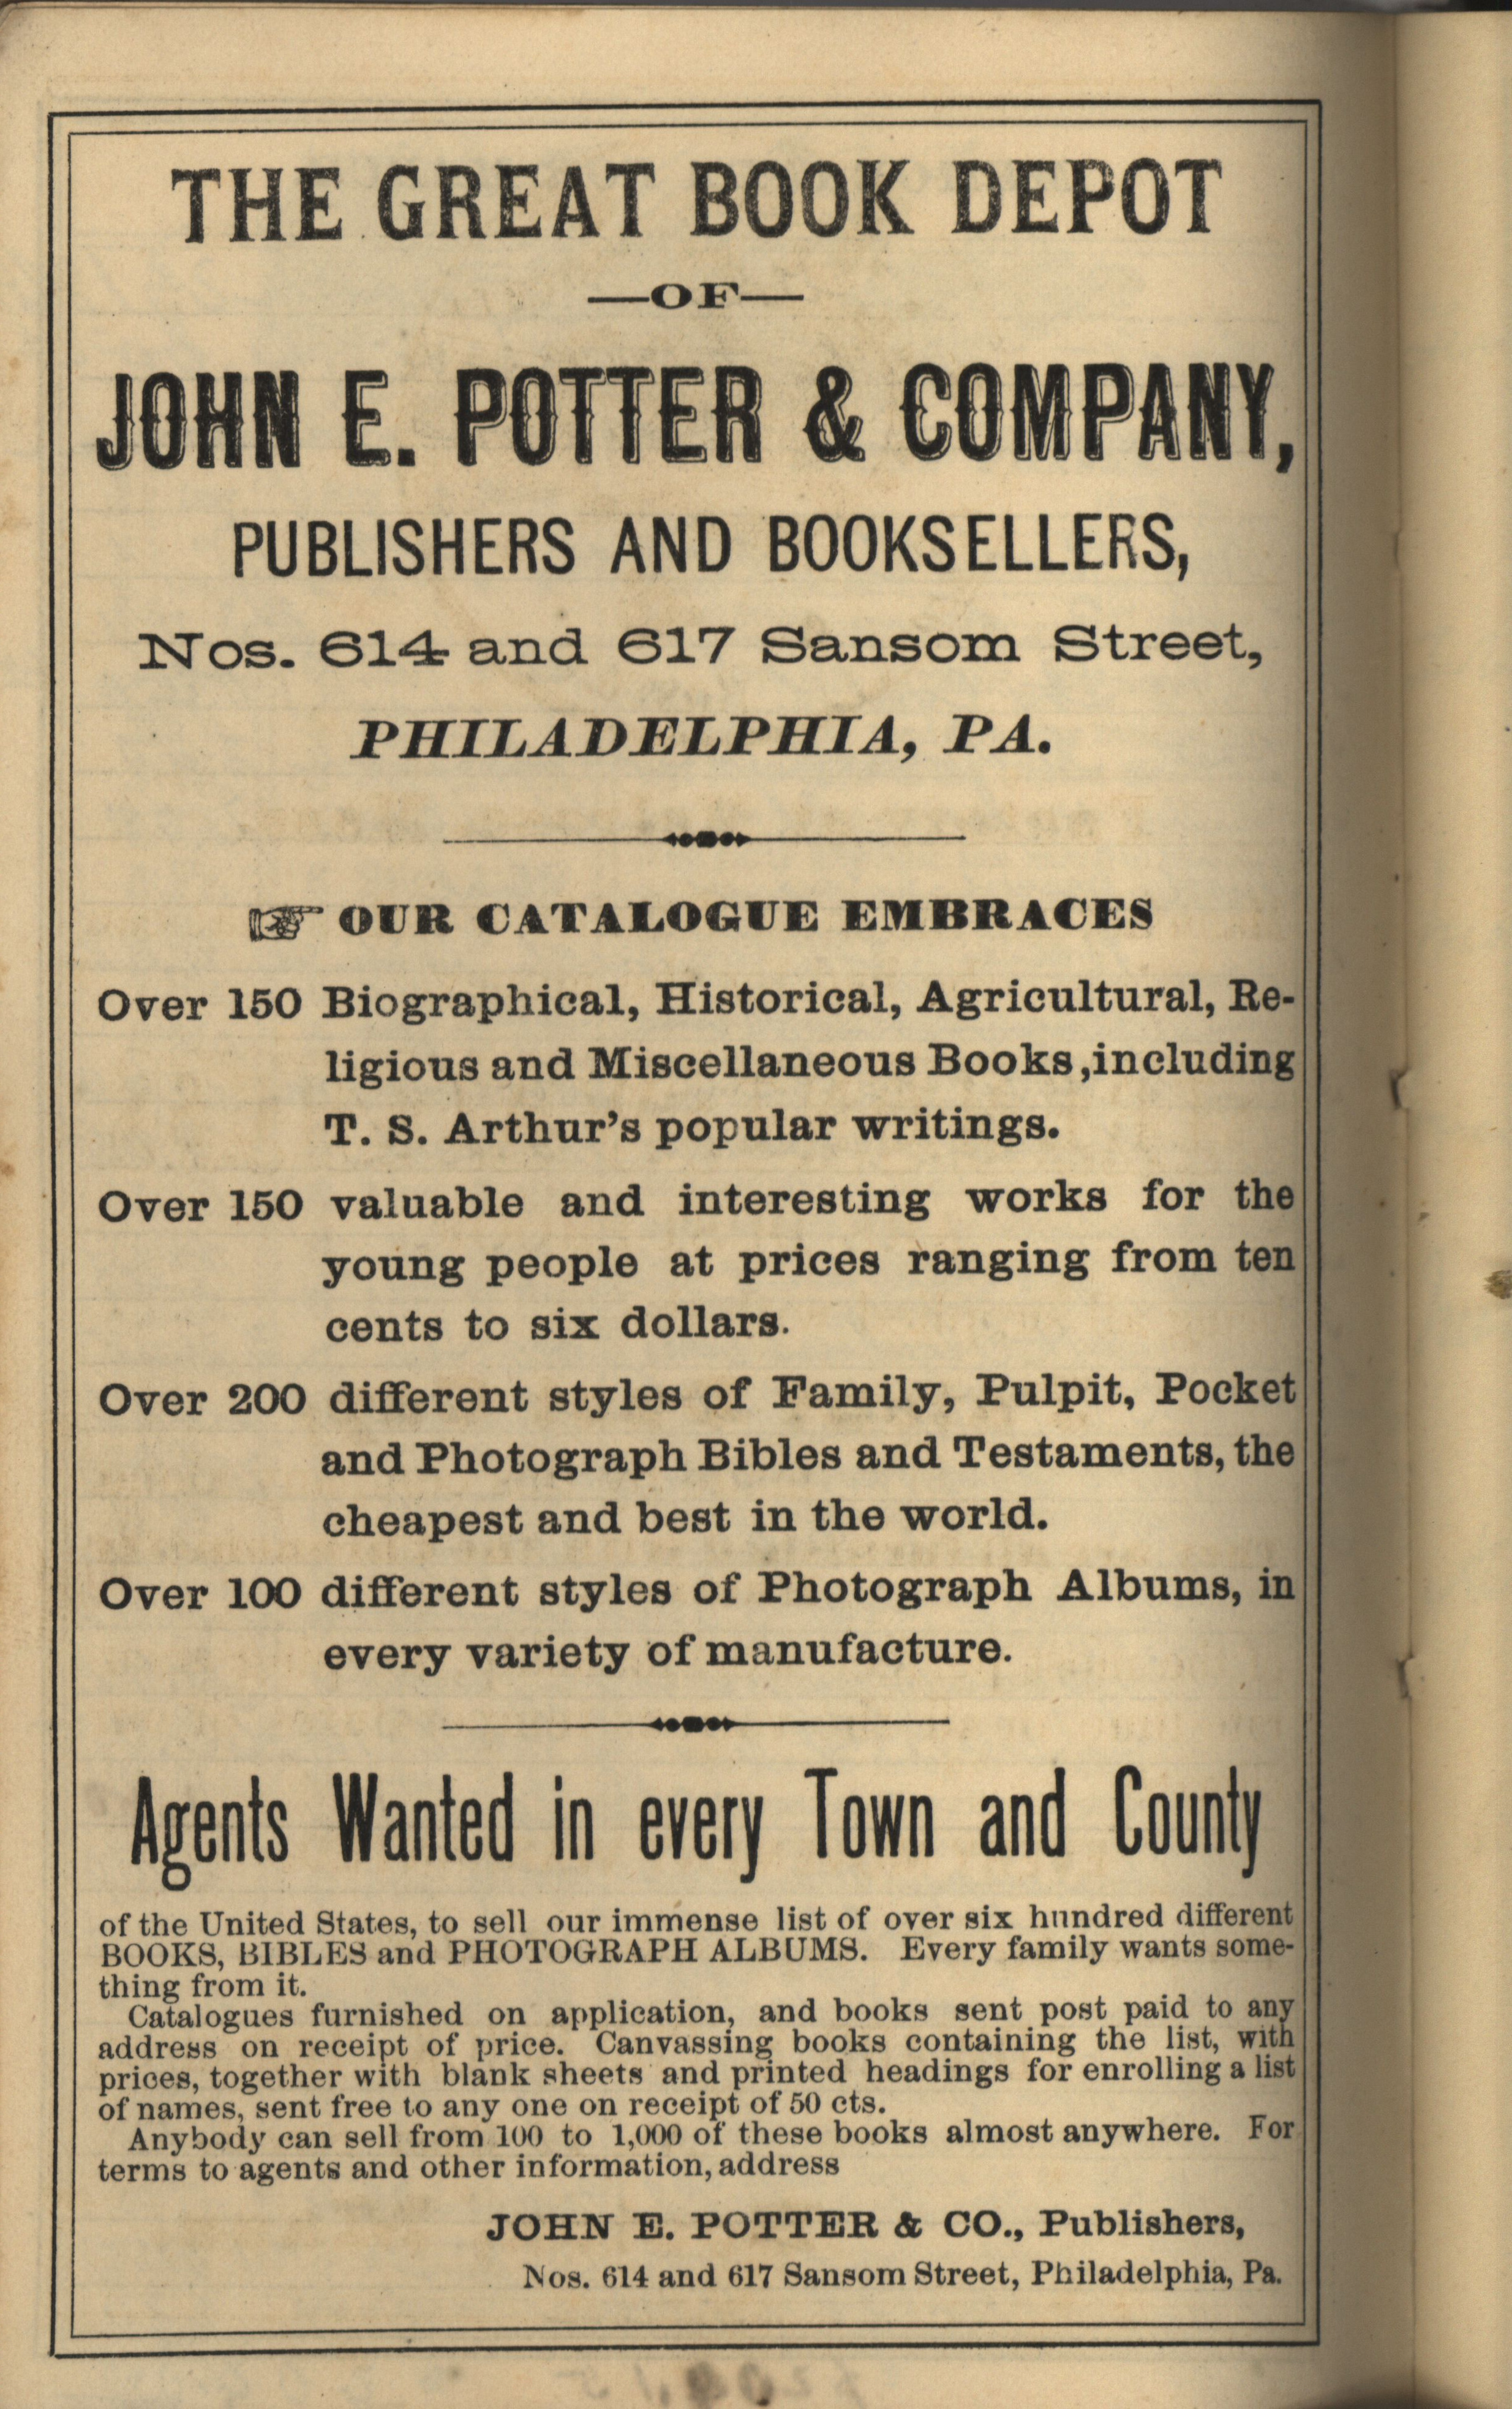 THE GREAT BOOK DEPOT
—OF—
JOHN E. POTTER & COMPANY,
PUBLISHERS AND BOOKSELLERS,
Nos. 614 and 617 Sansom Street,
PHILADELPHIA, PA.
☞ OUR CATALOGUE EMBRACES
Over 150 Biographical, Historical, Agricultural, Re-
ligious and Miscellaneous Books, including
T. S. Arthur's popular writings.
Over 150 valuable and interesting works for the
young people at prices ranging from ten
cents to six dollars.
Over 200 different styles of Family, Pulpit, Pocket
and Photograph Bibles and Testaments, the
cheapest and best in the world.
Over 100 different styles of Photograph Albums, in
every variety of manufacture.
Agents Wanted in every Town and County
of the United States, to sell our immense list of over six hundred different
BOOKS, BIBLES and PHOTOGRAPH ALBUMS. Every family wants some-
thing from it.
Catalogues furnished on application, and books sent post paid to any
address on receipt of price. Canvassing books containing the list, with
prices, together with blank sheets and printed headings for enrolling a list
of names, sent free to any one on receipt of 50 cts.
Anybody can sell from 100 to 1,000 of these books almost anywhere. For
terms to agents and other information, address
JOHN E. POTTER & CO., Publishers,
Nos. 614 and 617 Sansom Street, Philadelphia, Pa.